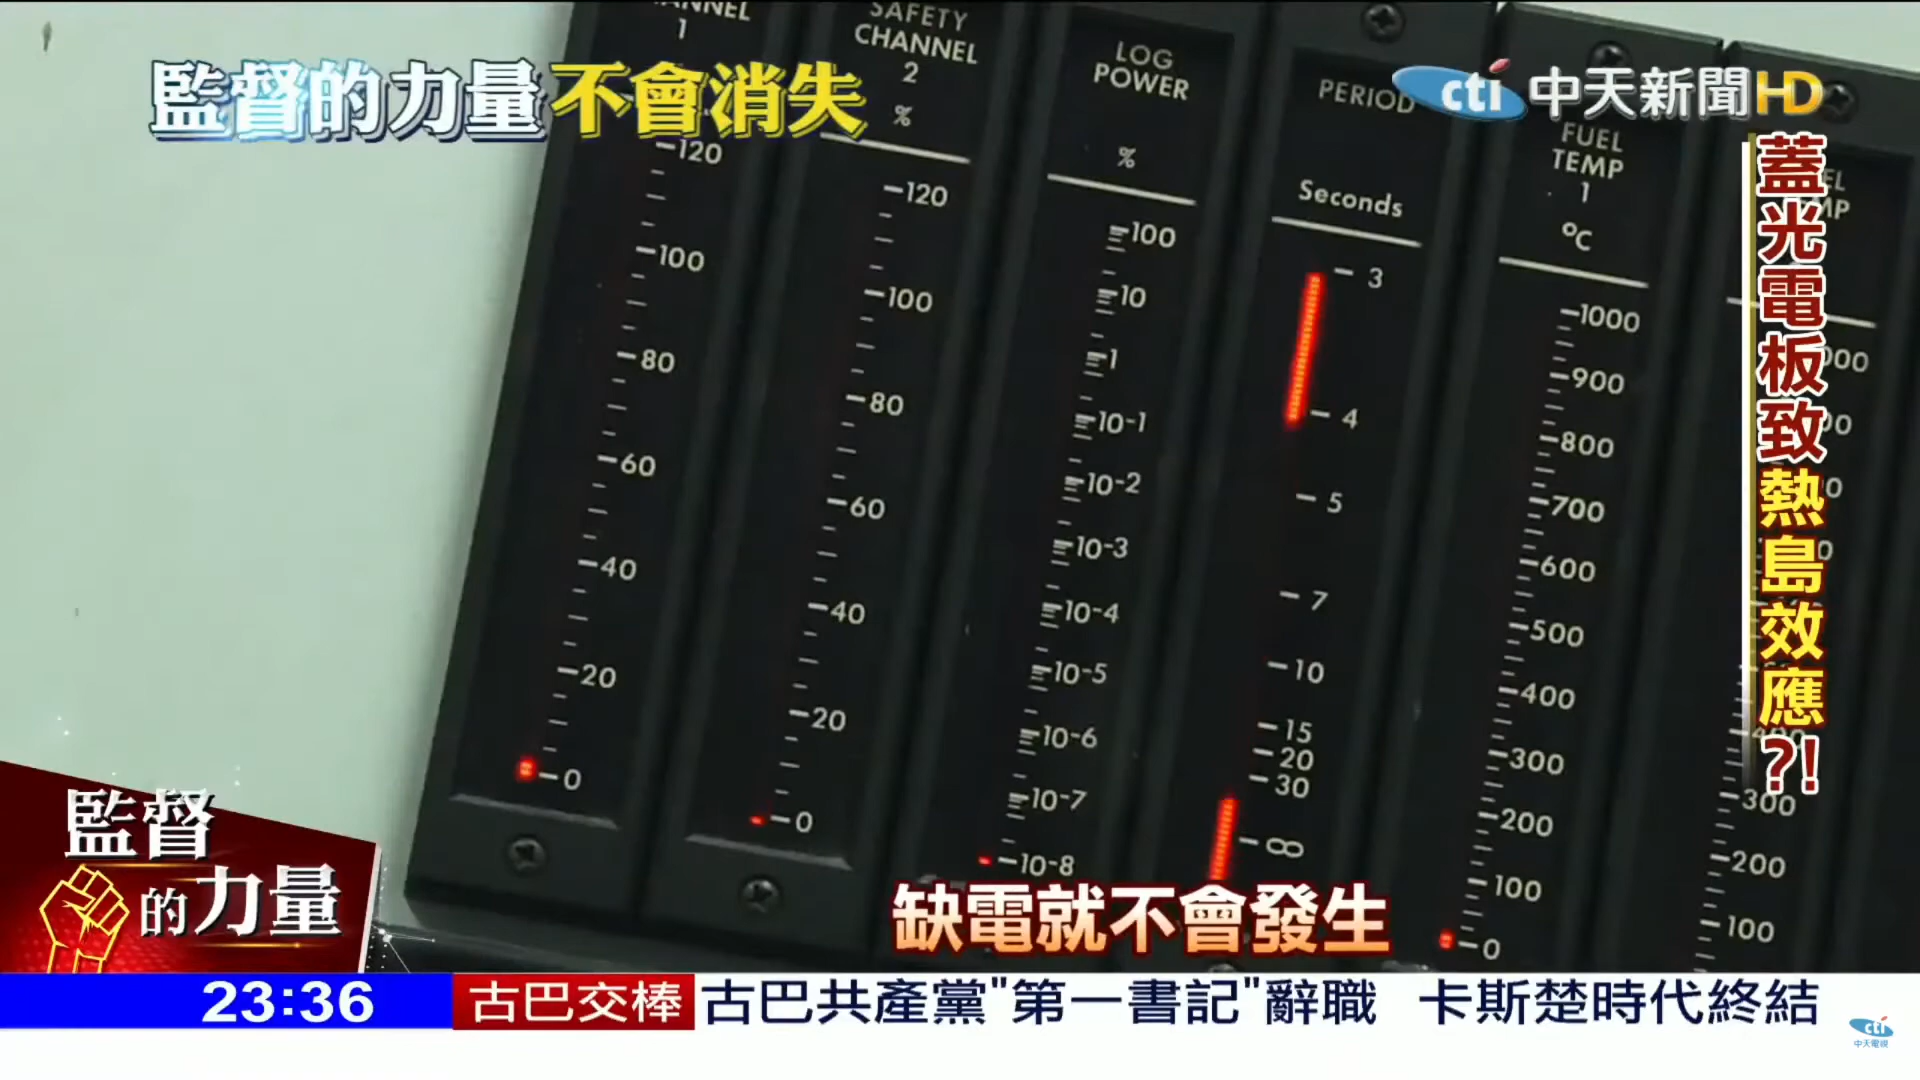 監督的力量不會消失
cti 中天新聞HD
蓋光電板致熱島效應?!
1
120
100
80
60
40
20
0
SAFETY
CHANNEL
2
%
120
100
80
60
40
20
0
LOG
POWER
%
100
10
1
10-1
10-2
10-3
10-4
10-5
10-6
10-7
10-8
PERIOD
Seconds
3
4
5
7
10
15
20
30
∞
FUEL
TEMP
1
°C
1000
900
800
700
600
500
400
300
200
100
0
300
200
100
監督
的力量
缺電就不會發生
23:36 古巴交棒 古巴共產黨"第一書記"辭職 卡斯楚時代終結
cti
中天電視